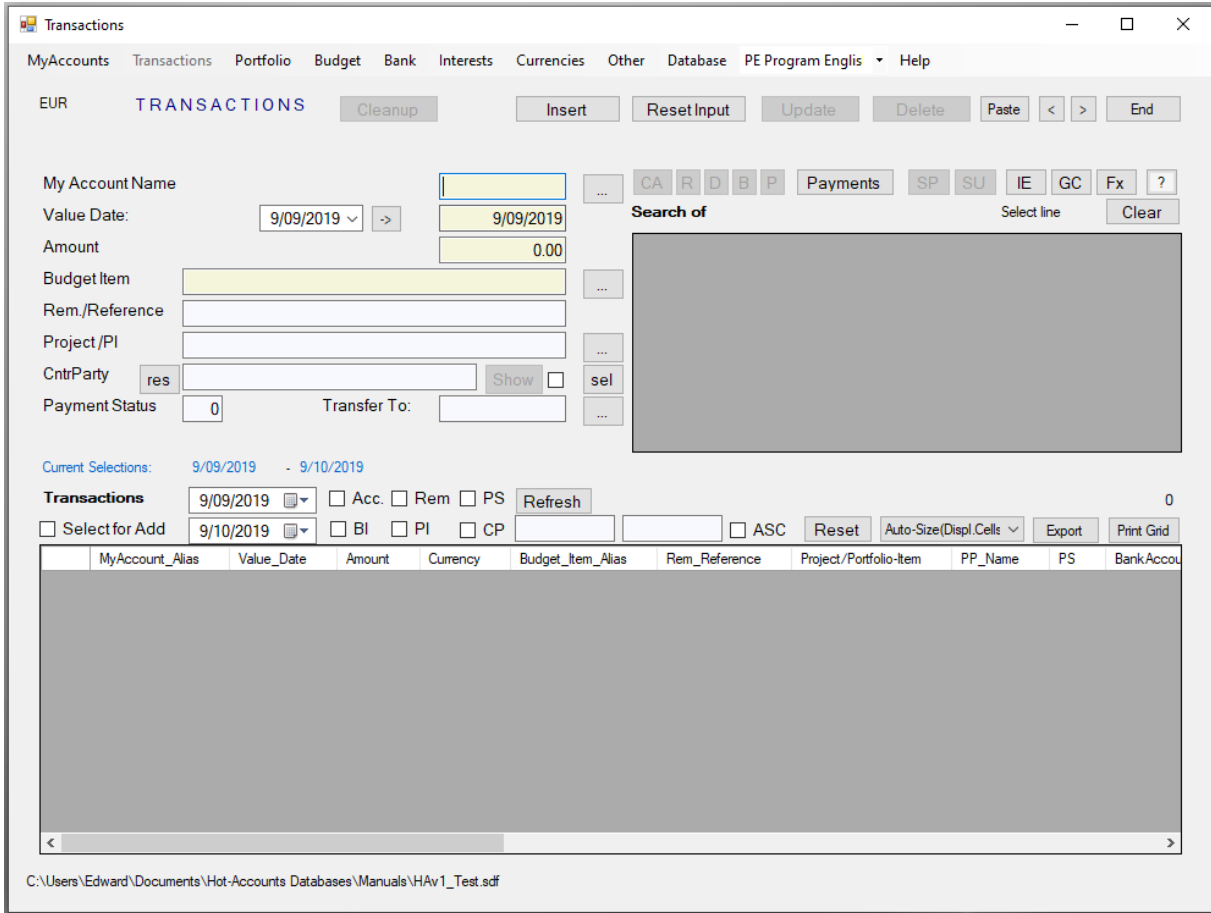 Transactions
MyAccounts Transactions Portfolio Budget Bank Interests Currencies Other Database PE Program Englis Help
EUR TRANSACTIONS Cleanup Insert Reset Input Update Delete Paste < > End
My Account Name ... CA R D B P Payments SP SU IE GC Fx ?
Value Date: 9/09/2019 -> 9/09/2019 Search of Select line Clear
Amount 0.00
Budget Item ...
Rem./Reference
Project /PI ...
CntrParty res Show sel
Payment Status 0 Transfer To: ...
Current Selections: 9/09/2019 - 9/10/2019
Transactions 9/09/2019 Acc. Rem PS Refresh 0
Select for Add 9/10/2019 BI PI CP ASC Reset Auto-Size(Displ.Cells Export Print Grid
MyAccount_Alias Value_Date Amount Currency Budget_Item_Alias Rem_Reference Project/Portfolio-Item PP_Name PS BankAccou
< >
C:\Users\Edward\Documents\Hot-Accounts Databases\Manuals\HAv1_Test.sdf